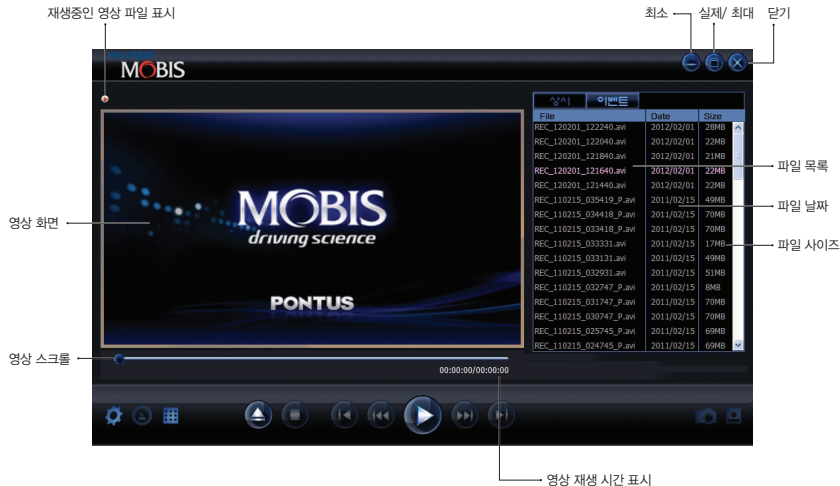 재생중인 영상 파일 표시
최소
실제/ 최대
닫기
MOBIS
상시
이벤트
File Date Size
REC_120201_122240.avi 2012/02/01 28MB
REC_120201_122040.avi 2012/02/01 22MB
REC_120201_121840.avi 2012/02/01 21MB
REC_120201_121640.avi 2012/02/01 22MB
REC_120201_121440.avi 2012/02/01 22MB
REC_110215_035419_P.avi 2011/02/15 49MB
REC_110215_034418_P.avi 2011/02/15 70MB
REC_110215_033418_P.avi 2011/02/15 70MB
REC_110215_033331.avi 2011/02/15 17MB
REC_110215_033131.avi 2011/02/15 49MB
REC_110215_032931.avi 2011/02/15 51MB
REC_110215_032747_P.avi 2011/02/15 8MB
REC_110215_031747_P.avi 2011/02/15 70MB
REC_110215_030747_P.avi 2011/02/15 70MB
REC_110215_025745_P.avi 2011/02/15 69MB
REC_110215_024745_P.avi 2011/02/15 69MB
파일 목록
파일 날짜
파일 사이즈
영상 화면
MOBIS
driving science
PONTUS
영상 스크롤
00:00:00/00:00:00
영상 재생 시간 표시